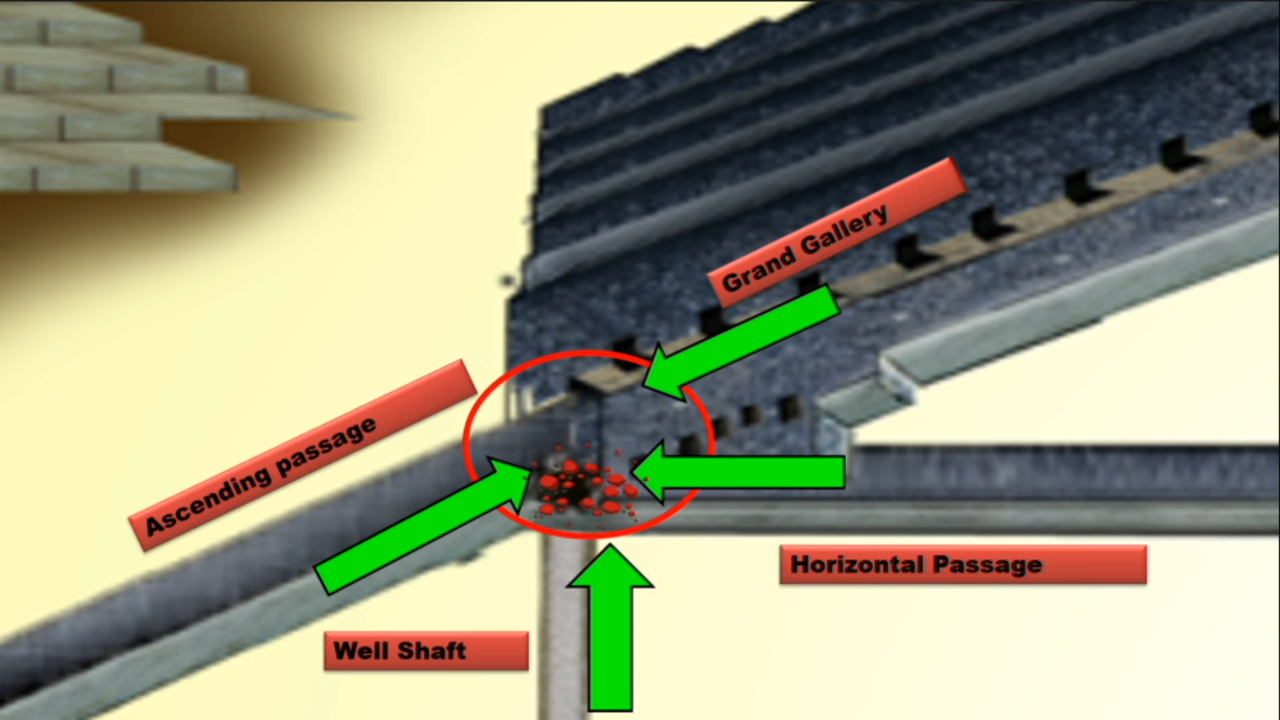 Grand Gallery
Ascending passage
Horizontal Passage
Well Shaft